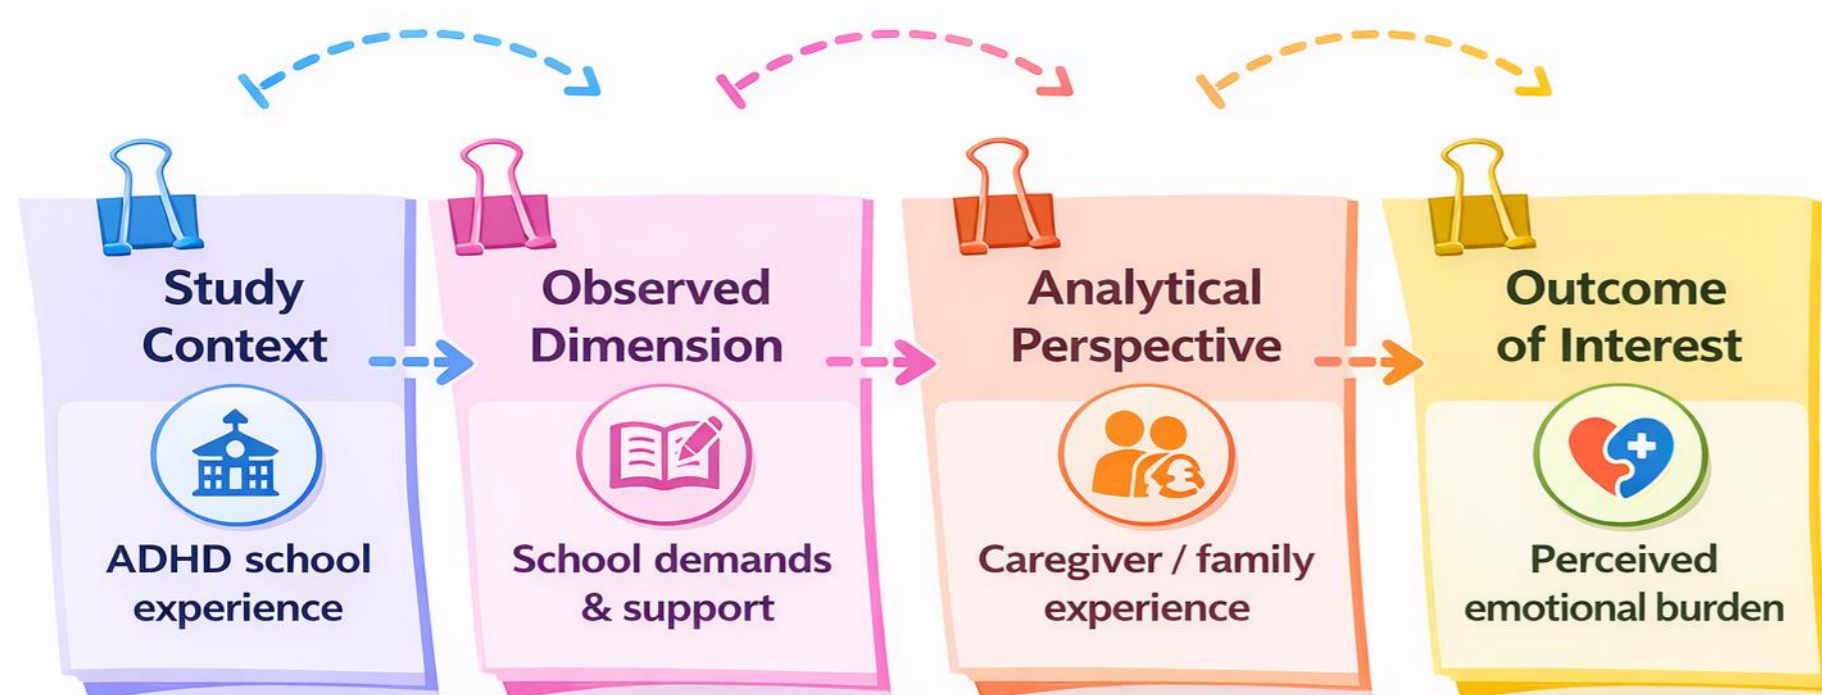 Study
Context
ADHD school
experience
Observed
Dimension
School demands
& support
Analytical
Perspective
Caregiver / family
experience
Outcome
of Interest
Perceived
emotional burden